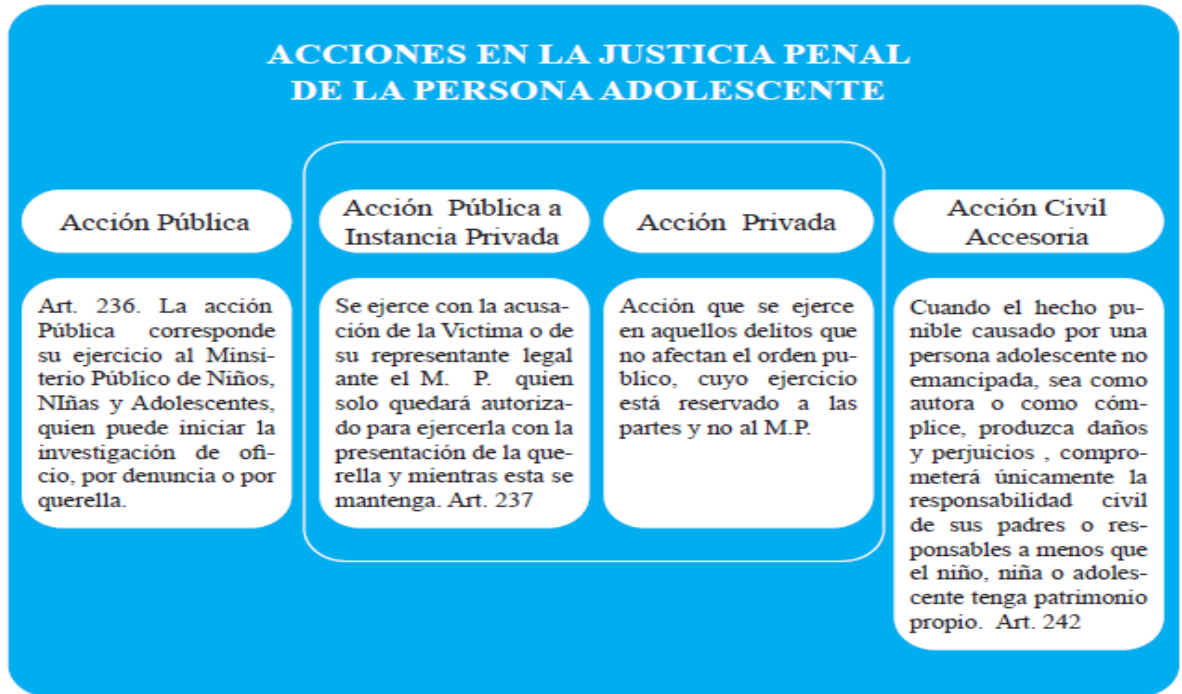 ACCIONES EN LA JUSTICIA PENAL
DE LA PERSONA ADOLESCENTE
Acción Pública
Art. 236. La acción
Pública corresponde
su ejercicio al Minsi-
terio Público de Niños,
NIñas y Adolescentes,
quien puede iniciar la
investigación de ofi-
cio, por denuncia o por
querella.
Acción Pública a
Instancia Privada
Se ejerce con la acusa-
ción de la Victima o de
su representante legal
ante el M. P. quien
solo quedará autoriza-
do para ejercerla con la
presentación de la que-
rella y mientras esta se
mantenga. Art. 237
Acción Privada
Acción que se ejerce
en aquellos delitos que
no afectan el orden pu-
blico, cuyo ejercicio
está reservado a las
partes y no al M.P.
Acción Civil
Accesoria
Cuando el hecho pu-
nible causado por una
persona adolescente no
emancipada, sea como
autora o como cóm-
plice, produzca daños
y perjuicios , compro-
meterá únicamente la
responsabilidad civil
de sus padres o res-
ponsables a menos que
el niño, niña o adoles-
cente tenga patrimonio
propio. Art. 242